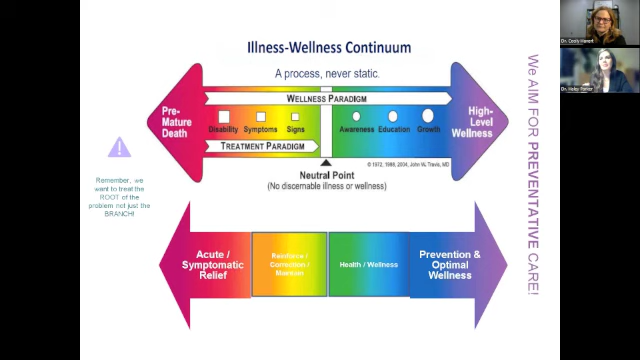 Illness-Wellness Continuum
A process, never static.
WELLNESS PARADIGM
Pre-
Mature
Death
Disability Symptoms Signs Awareness Education Growth
High-
Level
Wellness
TREATMENT PARADIGM
© 1972, 1988, 2004, John W. Travis, MD
Neutral Point
(No discernable illness or wellness)
Remember, we
want to treat the
ROOT of the
problem not just the
BRANCH!
Acute /
Symptomatic
Relief
Reinforce /
Correction /
Maintain
Health / Wellness
Prevention &
Optimal
Wellness
We AIM FOR PREVENTATIVE CARE!